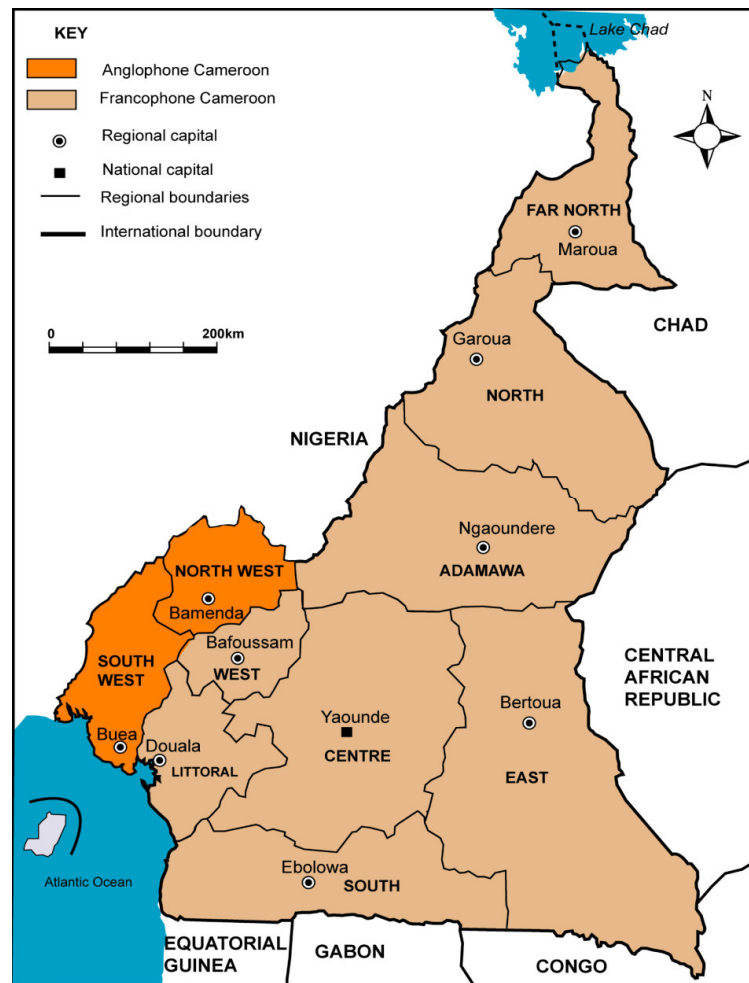 KEY
Anglophone Cameroon
Francophone Cameroon
Regional capital
National capital
Regional boundaries
International boundary
0
200km
Lake Chad
N
FAR NORTH
Maroua
CHAD
Garoua
NORTH
NIGERIA
Ngaoundere
ADAMAWA
NORTH WEST
Bamenda
Bafoussam
WEST
SOUTH
WEST
CENTRAL
AFRICAN
REPUBLIC
Bertoua
EAST
Yaounde
CENTRE
Buea
Douala
LITTORAL
Ebolowa
SOUTH
Atlantic Ocean
EQUATORIAL
GUINEA
GABON
CONGO